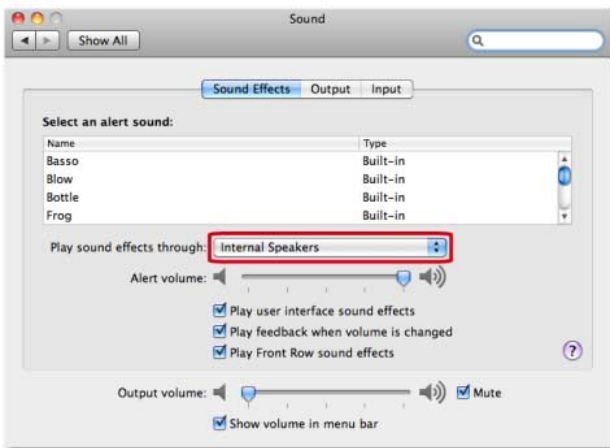 Sound
Show All
Sound Effects Output Input
Select an alert sound:
Name Type
Basso Built-in
Blow Built-in
Bottle Built-in
Frog Built-in
Play sound effects through: Internal Speakers
Alert volume:
Play user interface sound effects
Play feedback when volume is changed
Play Front Row sound effects
?
Output volume: Mute
Show volume in menu bar